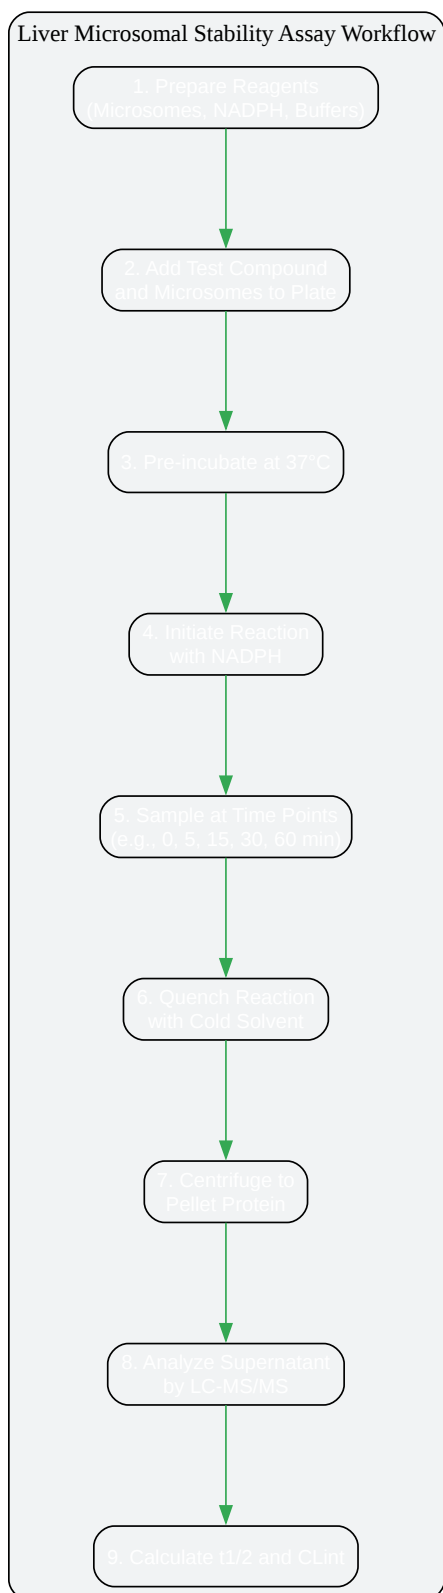 Liver Microsomal Stability Assay Workflow
1. Prepare Reagents
(Microsomes, NADPH, Buffers)
2. Add Test Compound
and Microsomes to Plate
3. Pre-incubate at 37°C
4. Initiate Reaction
with NADPH
5. Sample at Time Points
(e.g., 0, 5, 15, 30, 60 min)
6. Quench Reaction
with Cold Solvent
7. Centrifuge to
Pellet Protein
8. Analyze Supernatant
by LC-MS/MS
9. Calculate t1/2 and CLint